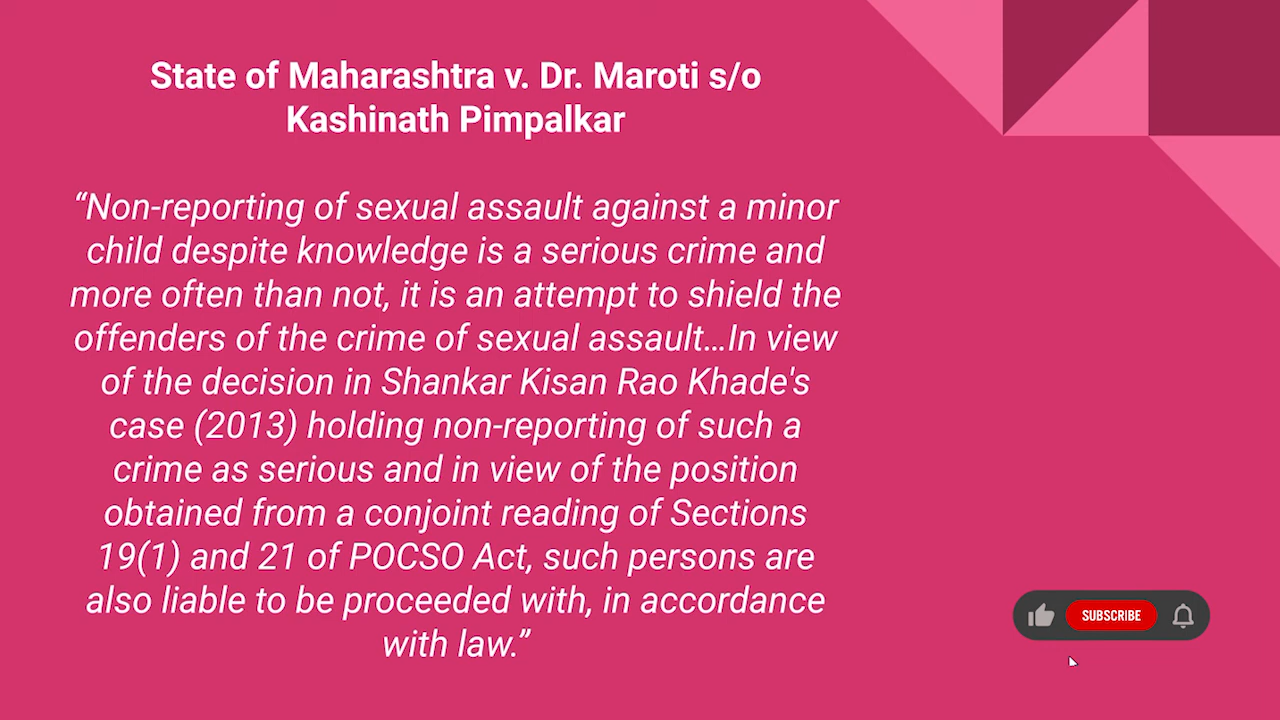 State of Maharashtra v. Dr. Maroti s/o
Kashinath Pimpalkar
“Non-reporting of sexual assault against a minor
child despite knowledge is a serious crime and
more often than not, it is an attempt to shield the
offenders of the crime of sexual assault…In view
of the decision in Shankar Kisan Rao Khade's
case (2013) holding non-reporting of such a
crime as serious and in view of the position
obtained from a conjoint reading of Sections
19(1) and 21 of POCSO Act, such persons are
also liable to be proceeded with, in accordance
with law.”
SUBSCRIBE